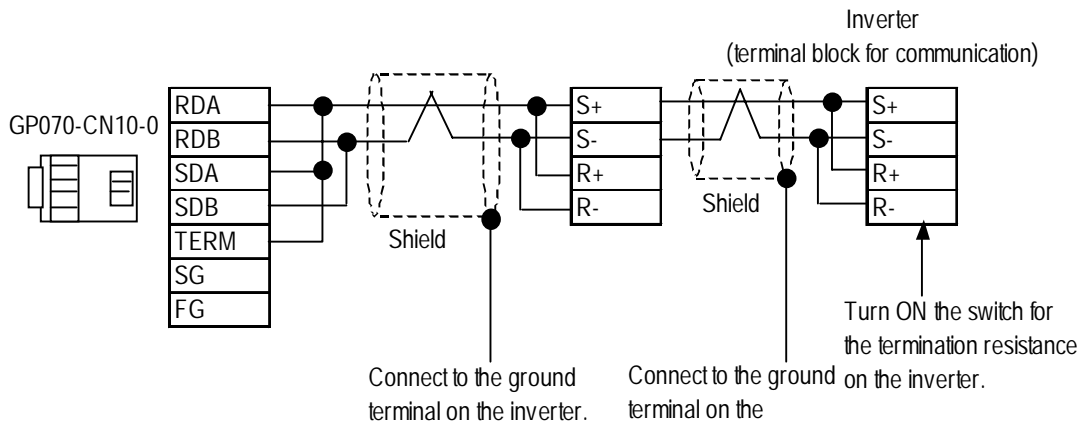 Inverter
(terminal block for communication)
GP070-CN10-0
RDA
RDB
SDA
SDB
TERM
SG
FG
Shield
S+
S-
R+
R-
Shield
S+
S-
R+
R-
Connect to the ground
terminal on the inverter.
Connect to the ground
terminal on the
Turn ON the switch for
the termination resistance
on the inverter.